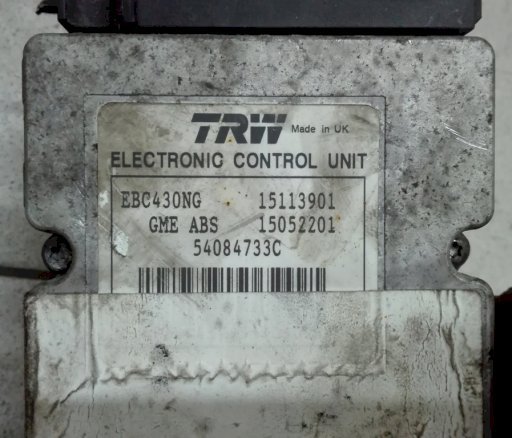 TRW Made in UK
ELECTRONIC CONTROL UNIT
EBC430NG 15113901
GME ABS 15052201
54084733C